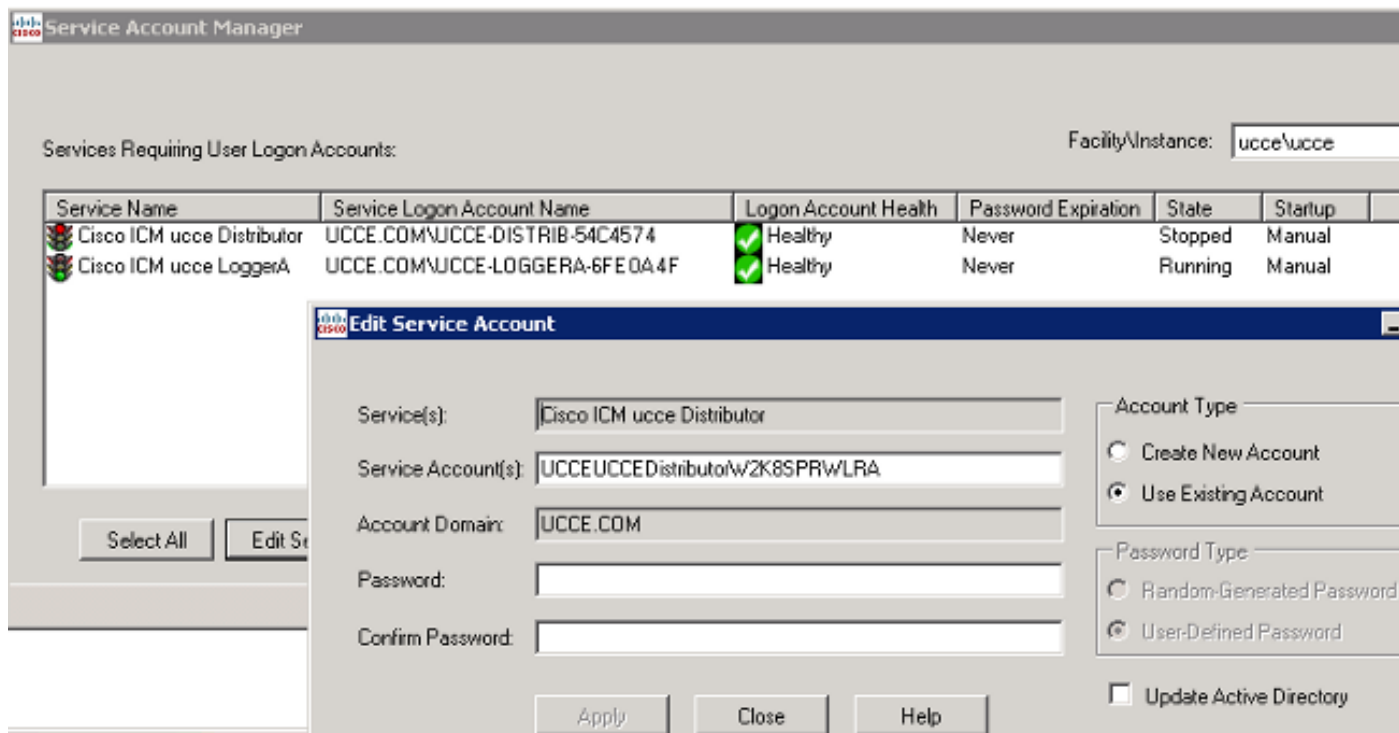 CISCO Service Account Manager
Services Requiring User Logon Accounts:
Facility\Instance: ucce\ucce
Service Name Service Logon Account Name Logon Account Health Password Expiration State Startup
Cisco ICM ucce Distributor UCCE.COM\UCCE-DISTRIB-54C4574 Healthy Never Stopped Manual
Cisco ICM ucce LoggerA UCCE.COM\UCCE-LOGGERA-6FE0A4F Healthy Never Running Manual
CISCO Edit Service Account
Service(s): Cisco ICM ucce Distributor
Service Account(s): UCCEUCCEDistributorW2K8SPRWLRA
Account Domain: UCCE.COM
Password:
Confirm Password:
Account Type
Create New Account
Use Existing Account
Password Type
Random-Generated Password
User-Defined Password
Update Active Directory
Select All Edit Se
Apply Close Help